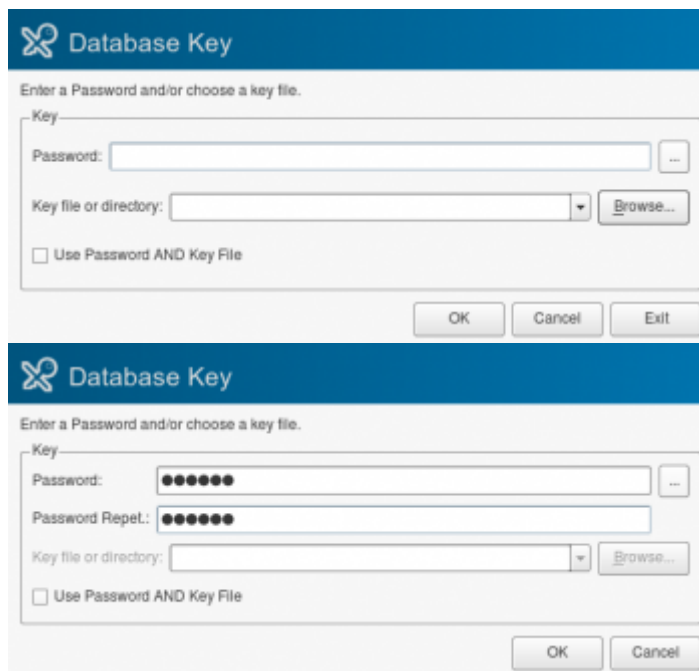 Database Key
Enter a Password and/or choose a key file.
Key
Password: ...
Key file or directory: Browse...
Use Password AND Key File
OK Cancel Exit
Database Key
Enter a Password and/or choose a key file.
Key
Password: ●●●●●● ...
Password Repet.: ●●●●●●
Key file or directory: Browse...
Use Password AND Key File
OK Cancel